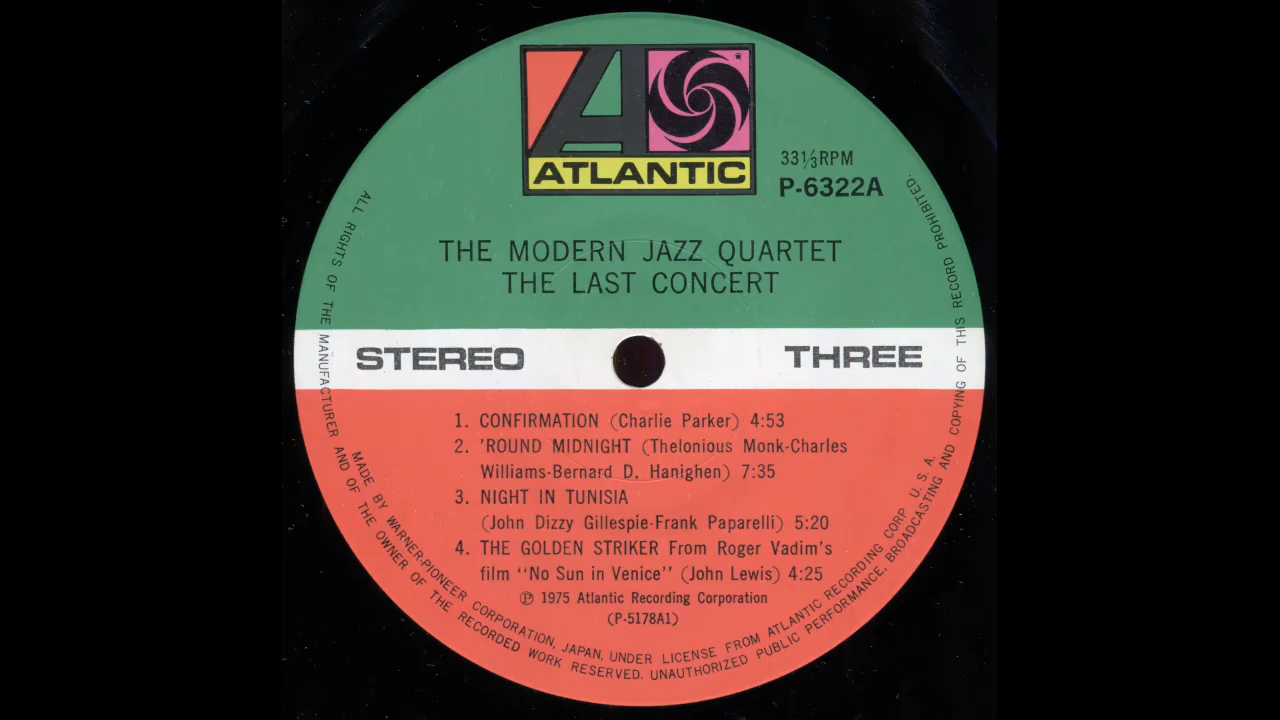 ATLANTIC
33⅓ RPM
P-6322A
THE MODERN JAZZ QUARTET
THE LAST CONCERT
STEREO
THREE
1. CONFIRMATION (Charlie Parker) 4:53
2. 'ROUND MIDNIGHT (Thelonious Monk-Charles
Williams-Bernard D. Hanighen) 7:35
3. NIGHT IN TUNISIA
(John Dizzy Gillespie-Frank Paparelli) 5:20
4. THE GOLDEN STRIKER From Roger Vadim's
film "No Sun in Venice" (John Lewis) 4:25
℗ 1975 Atlantic Recording Corporation
(P-5178A1)
MADE BY WARNER-PIONEER CORPORATION, JAPAN, UNDER LICENSE FROM ATLANTIC RECORDING CORP. U. S. A.
ALL RIGHTS OF THE MANUFACTURER AND OF THE OWNER OF THE RECORDED WORK RESERVED. UNAUTHORIZED PUBLIC PERFORMANCE, BROADCASTING AND COPYING OF THIS RECORD PROHIBITED.